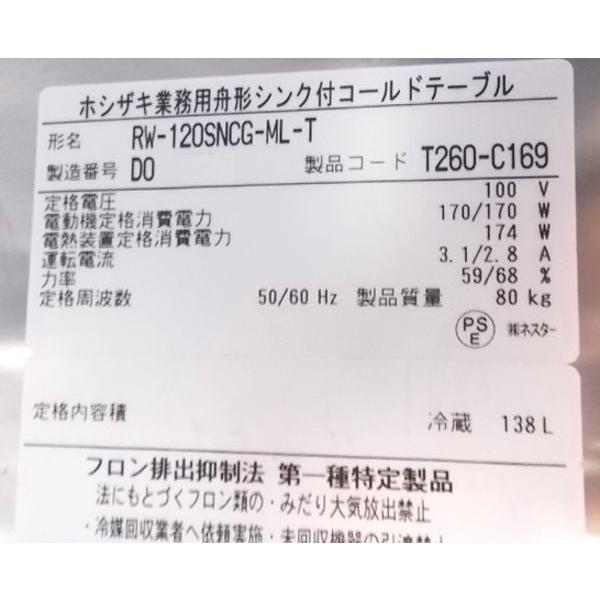 ホシザキ業務用舟形シンク付コールドテーブル
形名 RW-120SNCG-ML-T
製造番号 D0 製品コード T260-C169
定格電圧 100 V
電動機定格消費電力 170/170 W
電熱装置定格消費電力 174 W
運転電流 3.1/2.8 A
力率 59/68 %
定格周波数 50/60 Hz 製品質量 80 kg
PSE ㈱ネスター
定格内容積 冷蔵 138 L
フロン排出抑制法 第一種特定製品
法にもとづくフロン類の・みだり大気放出禁止
・冷媒回収業者へ依頼実施・未回収機器の引渡禁止